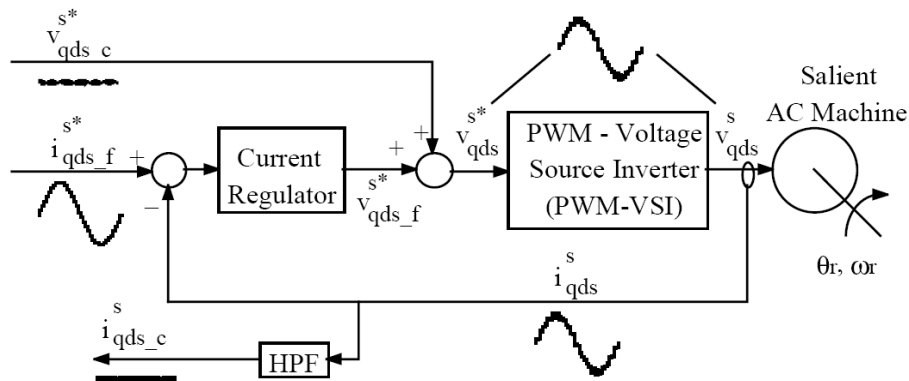 v^{s*}_{qds_c}
i^{s*}_{qds_f}
+
−
Current
Regulator
+
v^{s*}_{qds_f}
+
v^{s*}_{qds}
PWM - Voltage
Source Inverter
(PWM-VSI)
v^{s}_{qds}
Salient
AC Machine
θr, ωr
i^{s}_{qds}
i^{s}_{qds_c}
HPF